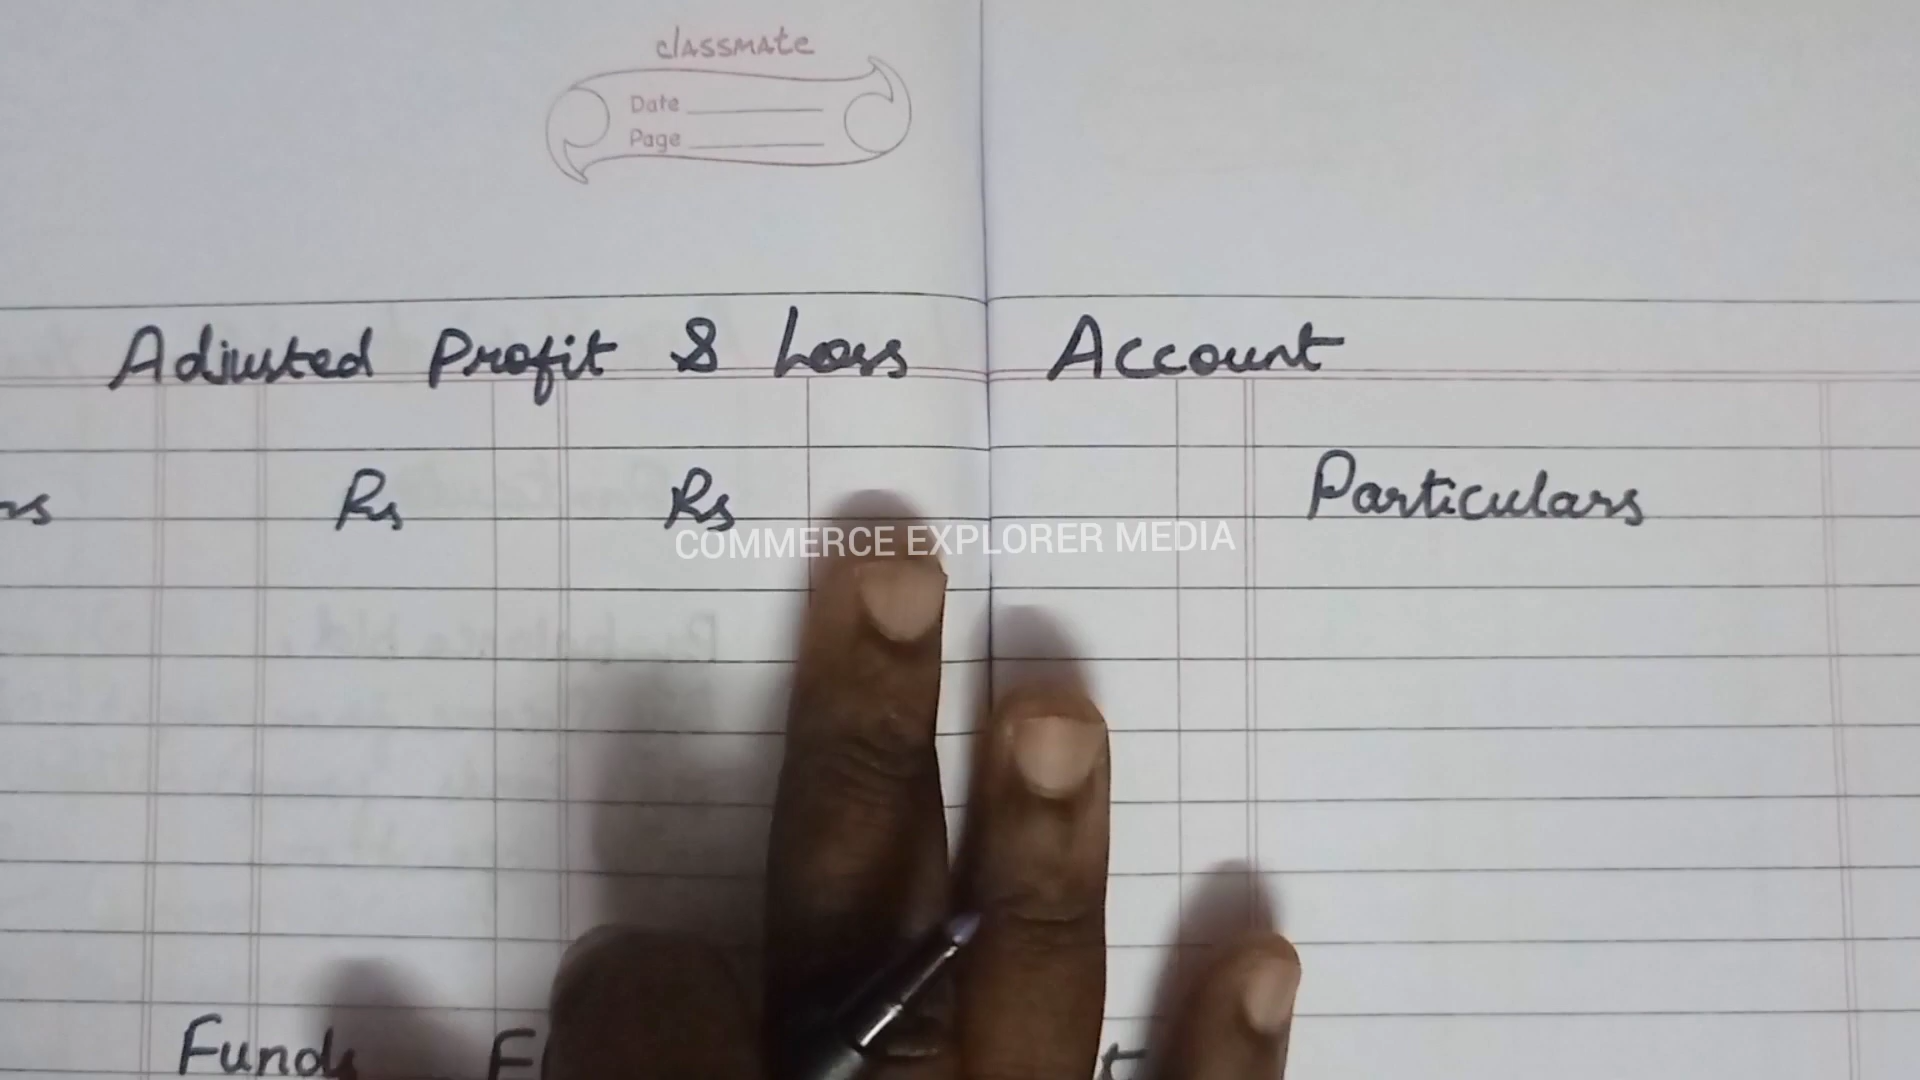 classmate
Date
Page
Adjusted Profit & Loss Account
Rs Rs Particulars
COMMERCE EXPLORER MEDIA
Funds